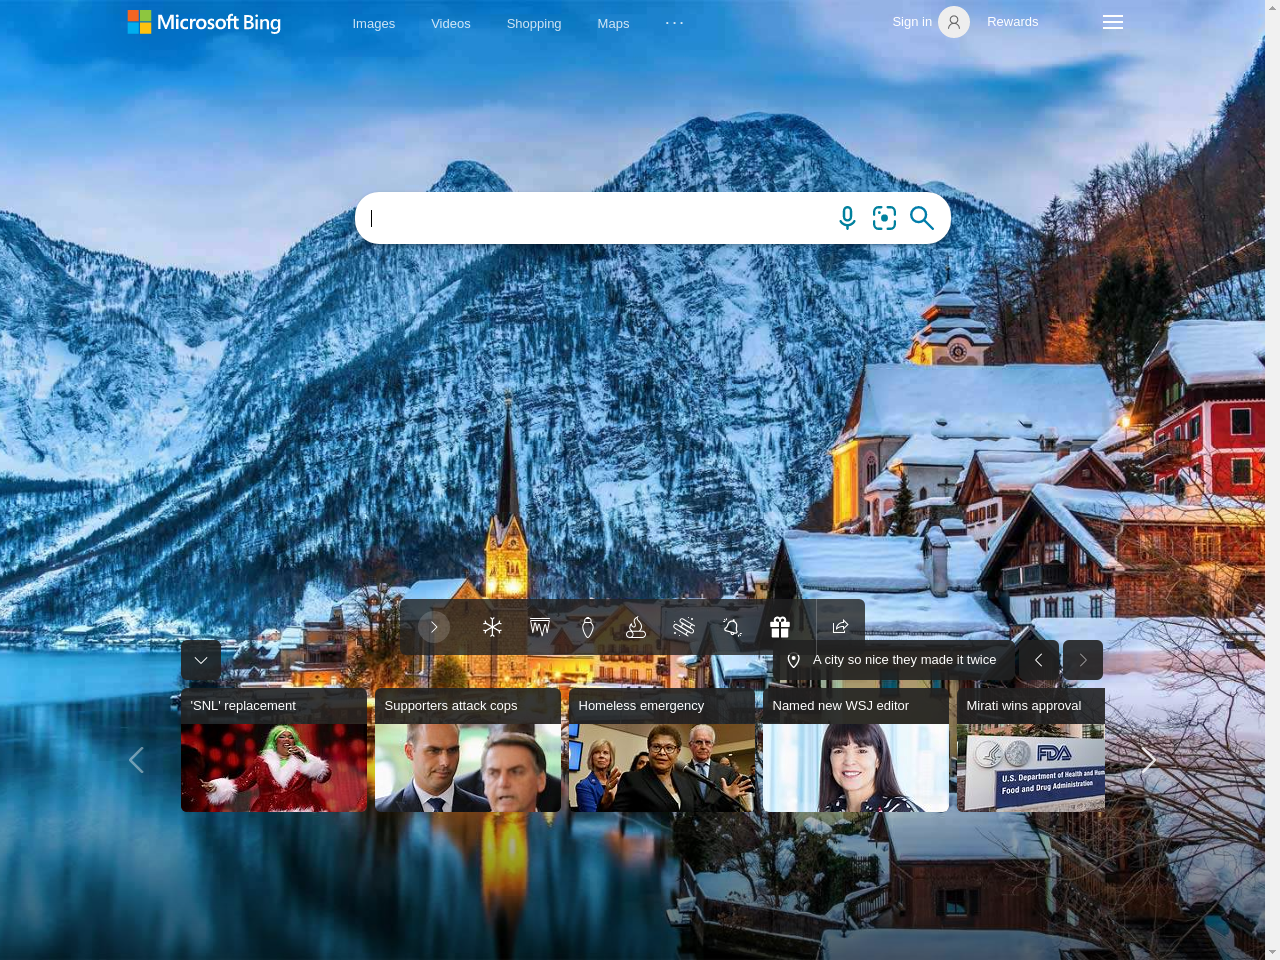 Microsoft Bing
Images
Videos
Shopping
Maps
Sign in
Rewards
A city so nice they made it twice
'SNL' replacement
Supporters attack cops
Homeless emergency
Named new WSJ editor
Mirati wins approval
FDA
U.S. Department of Health and Hum
Food and Drug Administration